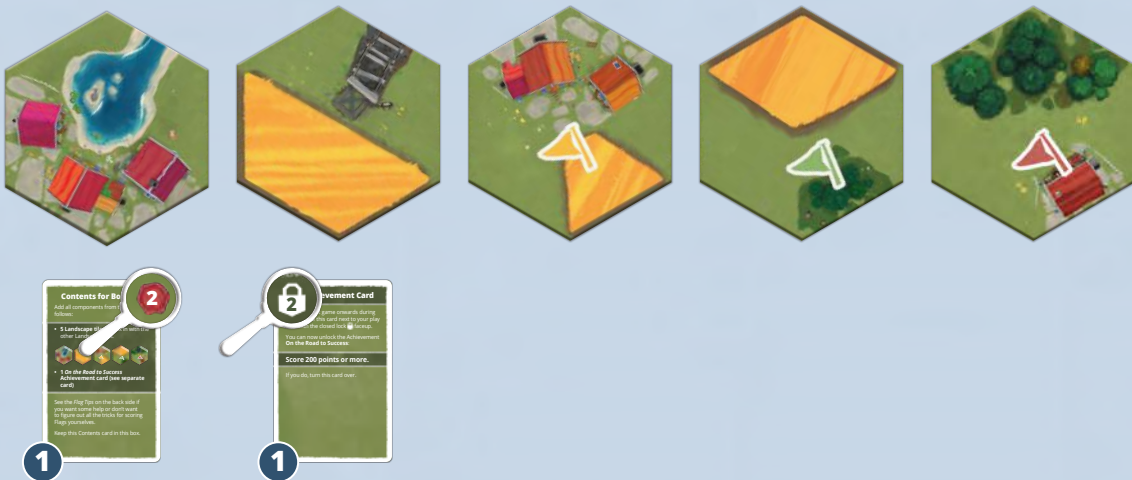 Contents for Bo
2
Add all components from
follows:
5 Landscape
in with the
other
1 On the Road to Success
Achievement card (see separate
card)
See the Flag Tips on the back side if
you want some help or don't want
to figure out all the tricks for scoring
Flags yourselves.
Keep this Contents card in this box.
1
2
evement Card
game onwards during
this card next to your play
the closed lock faceup.
You can now unlock the Achievement
On the Road to Success:
Score 200 points or more.
If you do, turn this card over.
1